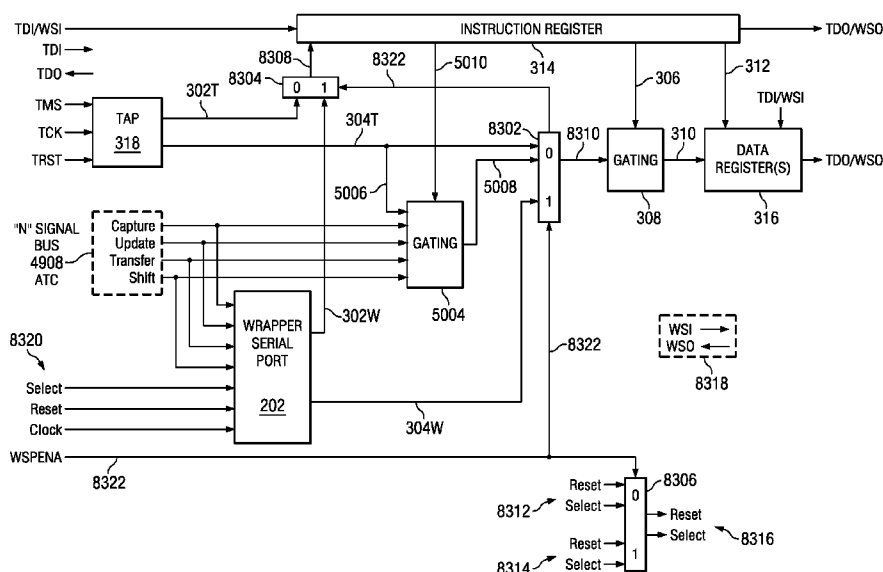 TDI/WSI
INSTRUCTION REGISTER
TDO/WSO
TDI
TDO
8308
8304
0 1
8322
5010
314
306
312
TDI/WSI
TMS
TCK
TRST
TAP
318
302T
304T
8302
0
1
8310
GATING
308
310
DATA
REGISTER(S)
316
TDO/WSO
5006
5008
"N" SIGNAL
BUS
4908
ATC
Capture
Update
Transfer
Shift
GATING
5004
WRAPPER
SERIAL
PORT
202
302W
304W
8322
WSI
WSO
8318
8320
Select
Reset
Clock
WSPENA
8322
8306
8312
Reset
Select
0
1
Reset
Select
8316
8314
Reset
Select